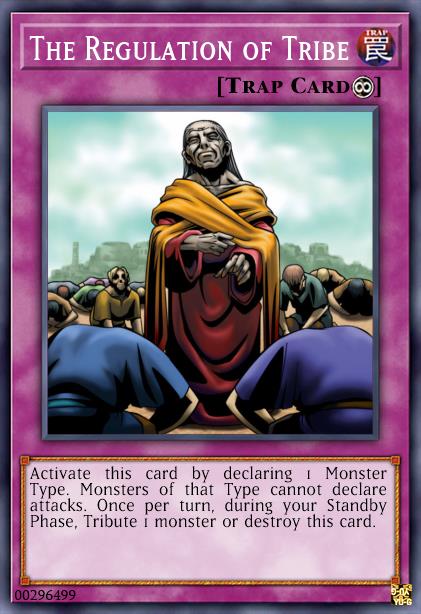 The Regulation of Tribe
TRAP
罠
[Trap Card]
Activate this card by declaring 1 Monster
Type. Monsters of that Type cannot declare
attacks. Once per turn, during your Standby
Phase, Tribute 1 monster or destroy this card.
00296499